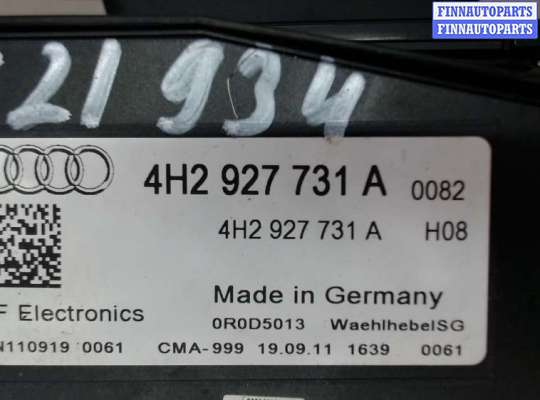 FINNAUTOPARTS
FINNAUTOPARTS
21 934
4H2 927 731 A 0082
4H2 927 731 A H08
F Electronics
Made in Germany
0R0D5013 WaehlhebelSG
N110919 0061 CMA-999 19.09.11 1639 0061